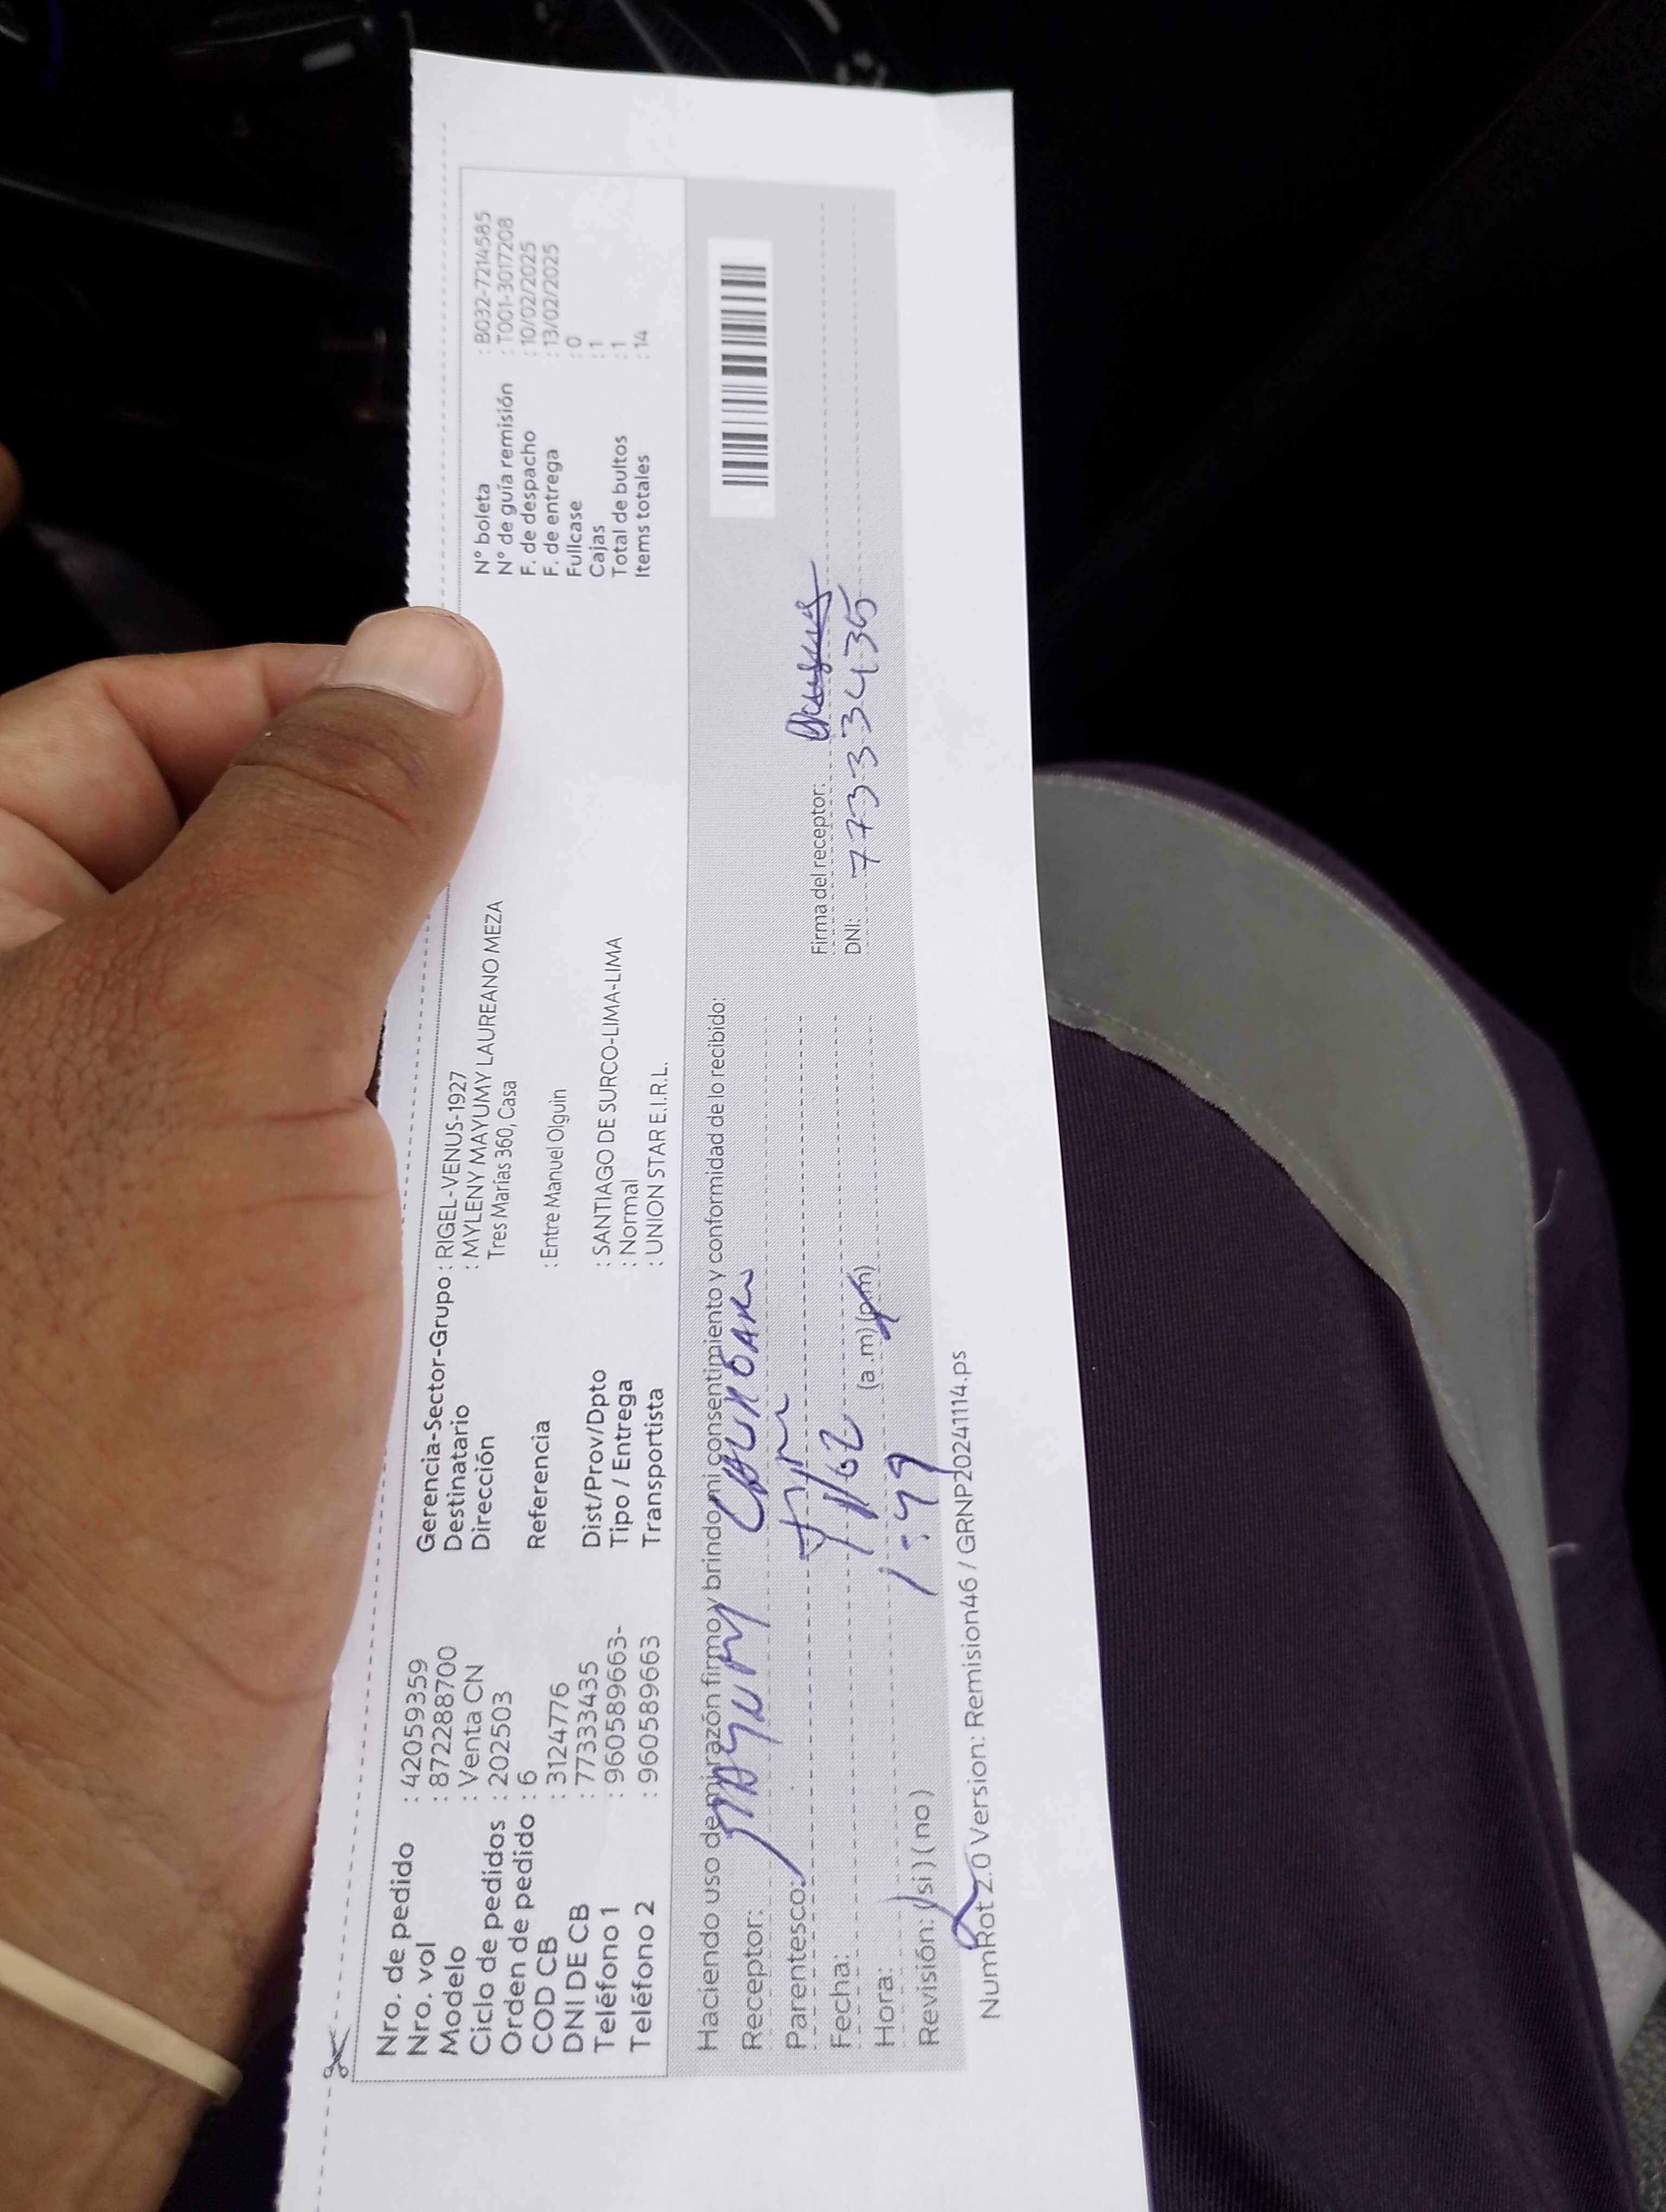 Nro. de pedido : 42059359
Nro. vol : 8722888700
Modelo : Venta CN
Ciclo de pedidos : 202503
Orden de pedido : 6
COD CB : 3124776
DNI DE CB : 77333435
Teléfono 1 : 960589663-
Teléfono 2 : 960589663
Gerencia-Sector-Grupo : RIGEL-VENUS-1927
Destinatario : MYLENY MAYUMY LAUREANO MEZA
Dirección Tres Marías 360, Casa
Referencia : Entre Manuel Olguin
Dist/Prov/Dpto : SANTIAGO DE SURCO-LIMA-LIMA
Tipo / Entrega : Normal
Transportista : UNION STAR E.I.R.L.
N° boleta : B032-7214585
N° de guía remisión : T001-3017208
F. de despacho : 10/02/2025
F. de entrega : 13/02/2025
Fullcase : 0
Cajas : 1
Total de bultos : 1
Items totales : 14
Haciendo uso de mi razón firmo y brindo mi consentimiento y conformidad de lo recibido:
Receptor: MAYUMY
Parentesco:
Fecha:
Hora: 1:49 (a.m) (pm)
Revisión: (si) (no)
Firma del receptor:
DNI: 77333435
NumRot 2.0 Version: Remision46 / GRNP20241114.ps